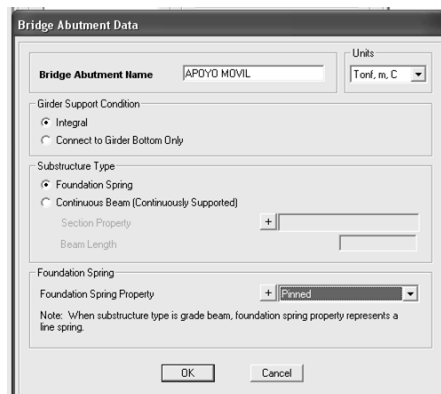 Bridge Abutment Data
Units
Bridge Abutment Name APOYO MOVIL Tonf, m, C
Girder Support Condition
Integral
Connect to Girder Bottom Only
Substructure Type
Foundation Spring
Continuous Beam (Continuously Supported)
Section Property +
Beam Length
Foundation Spring
Foundation Spring Property + Pinned
Note: When substructure type is grade beam, foundation spring property represents a
line spring.
OK Cancel